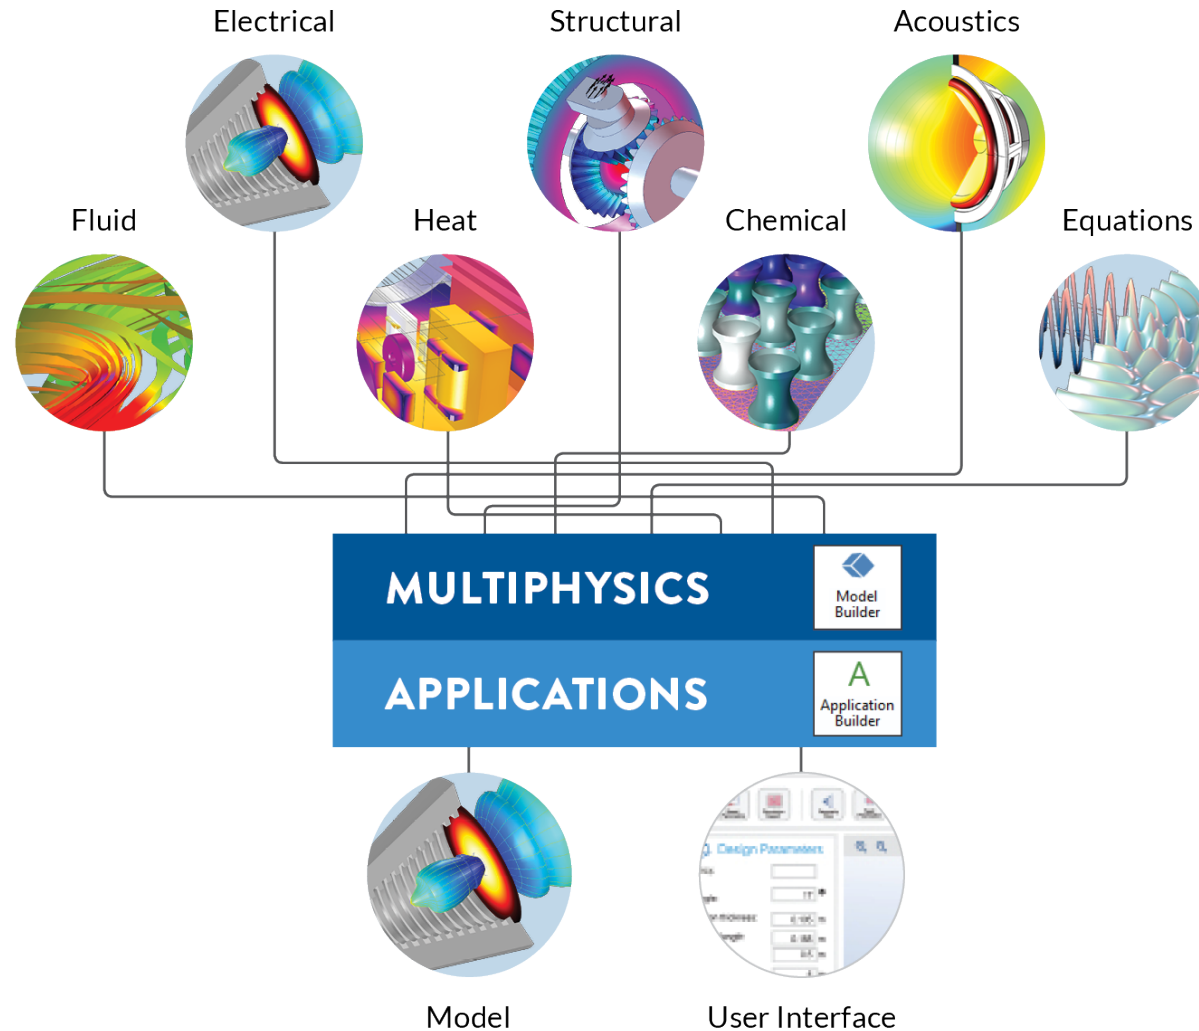 Electrical
Structural
Acoustics
Fluid
Heat
Chemical
Equations
MULTIPHYSICS
Model
Builder
APPLICATIONS
A
Application
Builder
Design Parameters
Model
User Interface